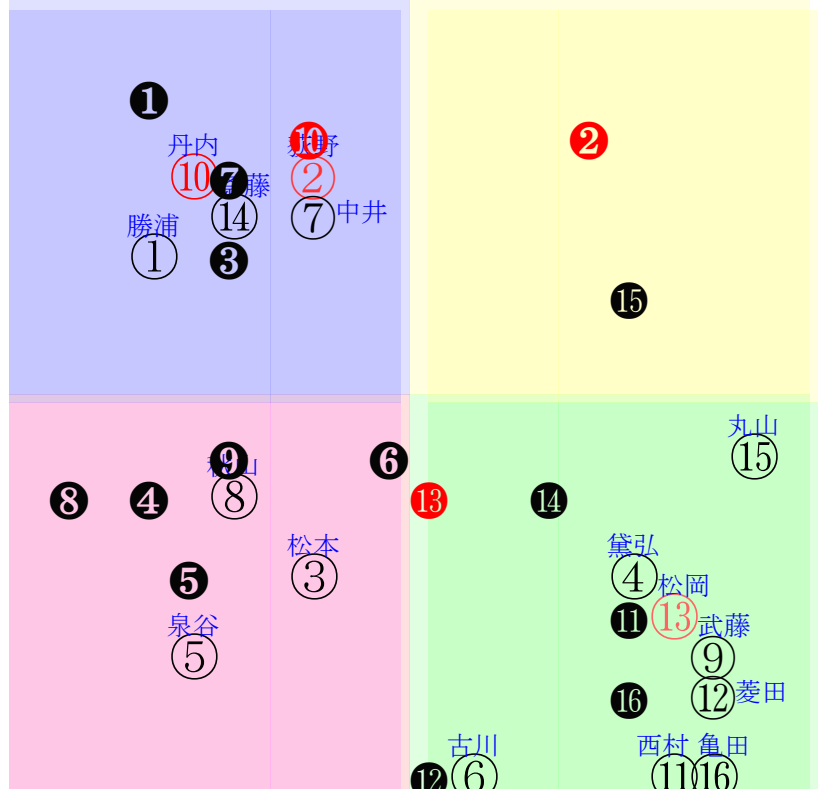 ❶
丹内
⑩
❿
荻野
❷
❼
藤
②
⑭
⑦ 中井
勝浦
①
❸
⓯
丸山
⑮
❾
山
❻
❽
❹
⑧
⓭
⓮
松本
③
黛弘
④
松岡
❺
⑬
⓫
泉谷
武藤
⑤
⑨
⓰
⑫ 菱田
古川
西村 亀田
⓬
⑥
⑪
⑯